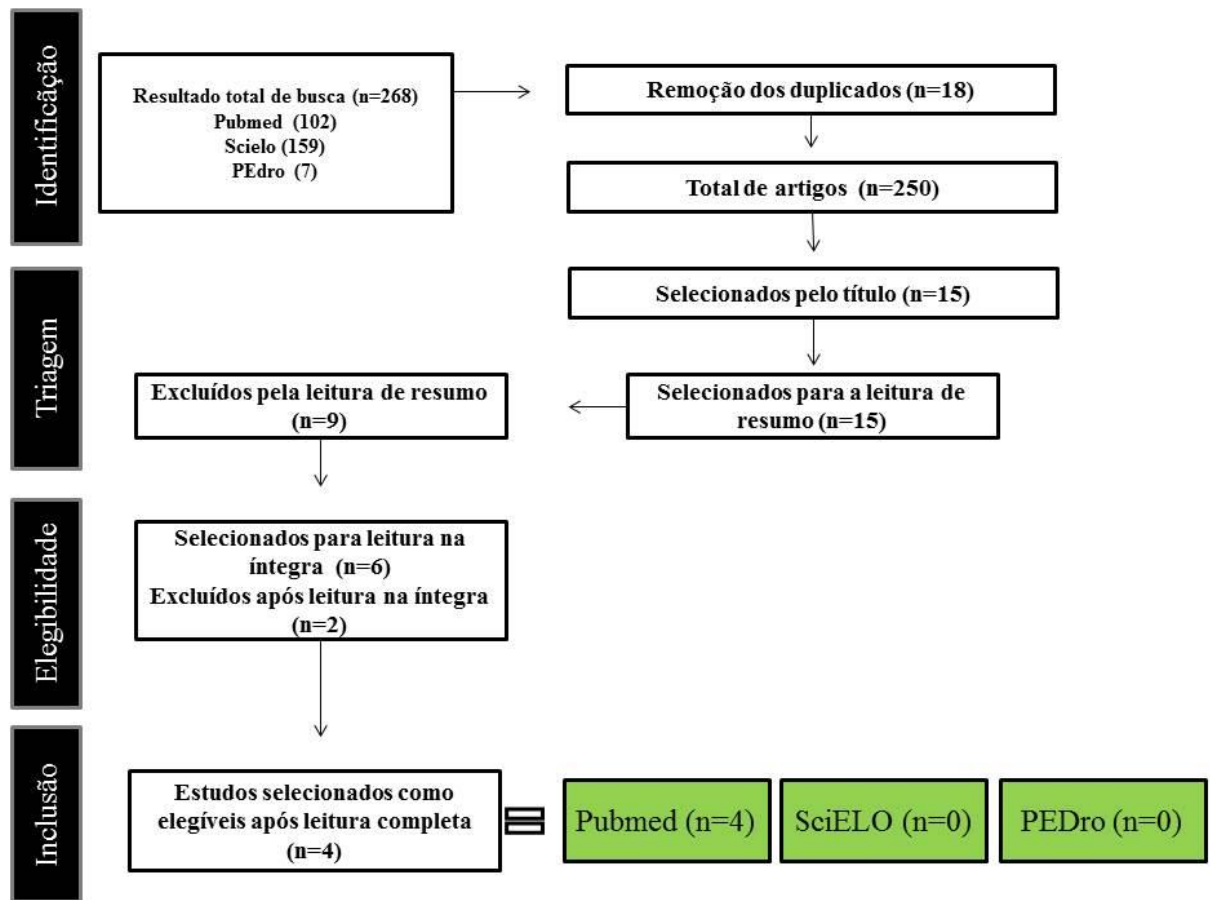 Identificação
Resultado total de busca (n=268)
Pubmed (102)
Scielo (159)
PEdro (7)
Remoção dos duplicados (n=18)
Total de artigos (n=250)
Triagem
Selecionados pelo título (n=15)
Selecionados para a leitura de
resumo (n=15)
Excluídos pela leitura de resumo
(n=9)
Elegibilidade
Selecionados para leitura na
íntegra (n=6)
Excluídos após leitura na íntegra
(n=2)
Inclusão
Estudos selecionados como
elegíveis após leitura completa
(n=4)
=
Pubmed (n=4)
SciELO (n=0)
PEDro (n=0)